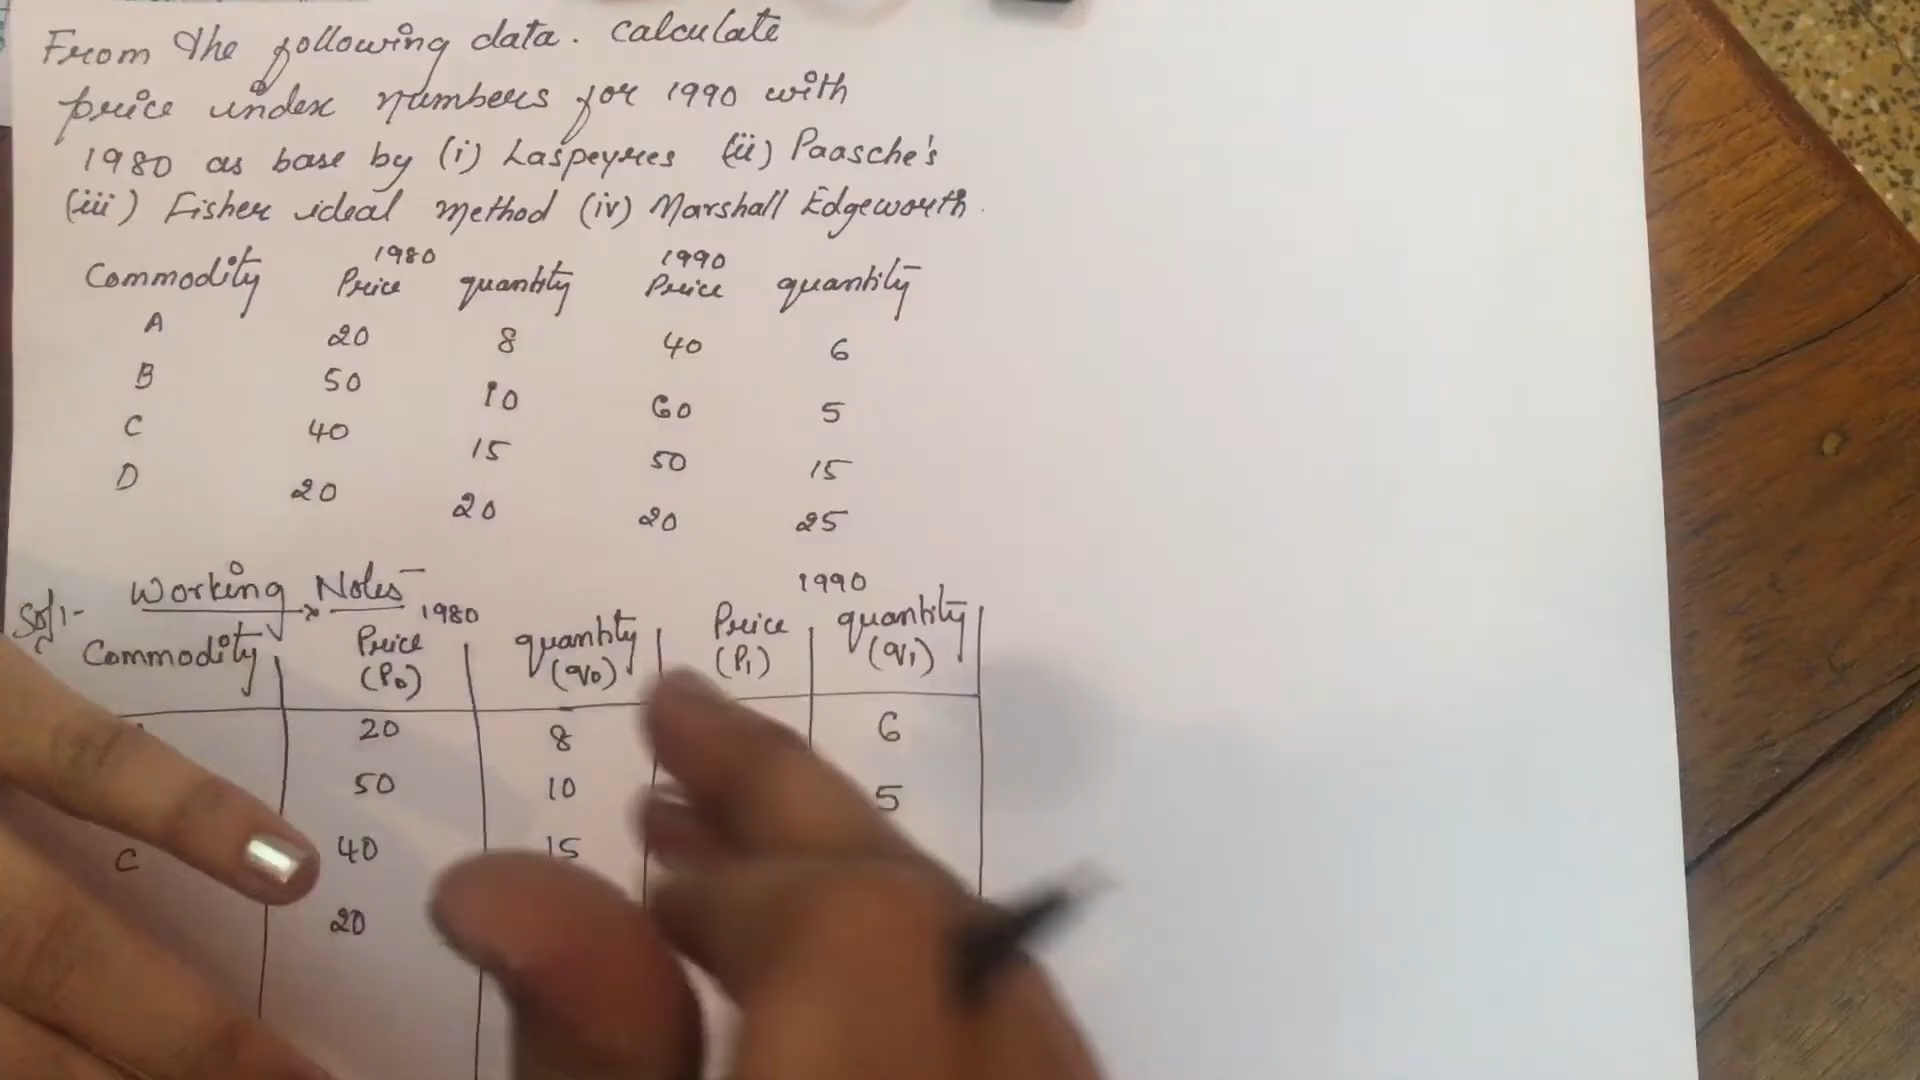 From the following data. Calculate
price index numbers for 1990 with
1980 as base by (i) Laspeyres (ii) Paasche's
(iii) Fisher ideal method (iv) Marshall Edgeworth.
1980 1990
Commodity Price quantity Price quantity
A 20 8 40 6
B 50 10 60 5
C 40 15 50 15
D 20 20 20 25
Sol:- Working Notes
1980 1990
Commodity Price (P0) quantity (q0) Price (P1) quantity (q1)
20 8 6
50 10 5
C 40 15
20